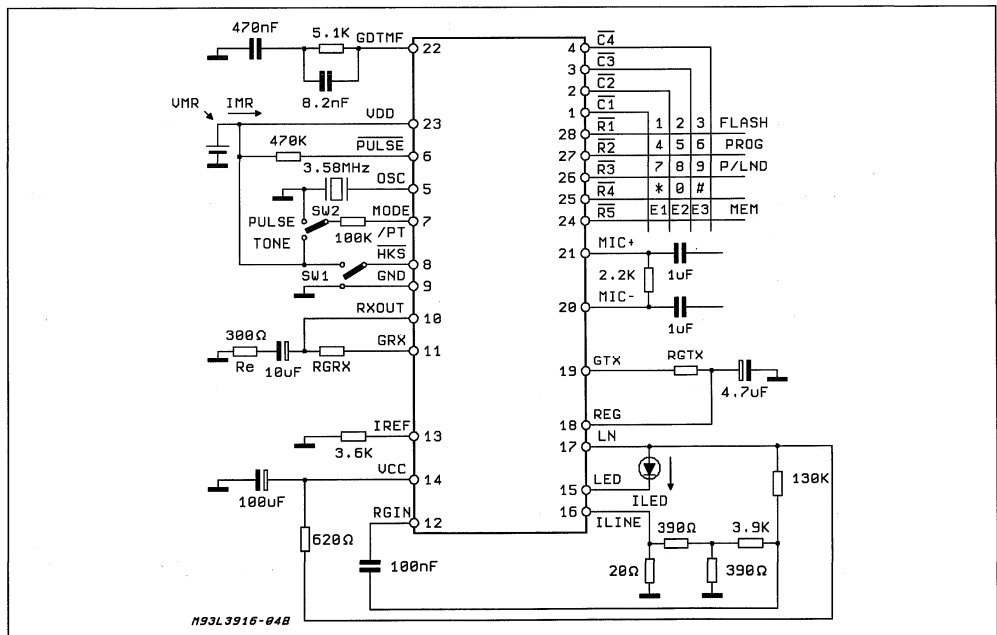 470nF
5.1K
GDTMF
22
8.2nF
VMR
IMR
VDD
23
470K
PULSE
6
3.58MHz
OSC
5
SW2
MODE
7
PULSE
100K
/PT
TONE
HKS
8
SW1
GND
9
RXOUT
10
300Ω
GRX
11
Re
10uF
RGRX
IREF
13
3.6K
VCC
14
100uF
RGIN
12
620Ω
100nF
4
C4
3
C3
2
C2
1
C1
1 2 3 FLASH
28
R1
4 5 6 PROG
27
R2
7 8 9 P/LND
26
R3
* 0 #
25
R4
E1 E2 E3 MEM
24
R5
21
MIC+
2.2K
1uF
20
MIC-
1uF
19
GTX
RGTX
4.7uF
18
REG
17
LN
130K
15
LED
ILED
16
ILINE
390Ω
3.9K
20Ω
390Ω
M93L3916-04B